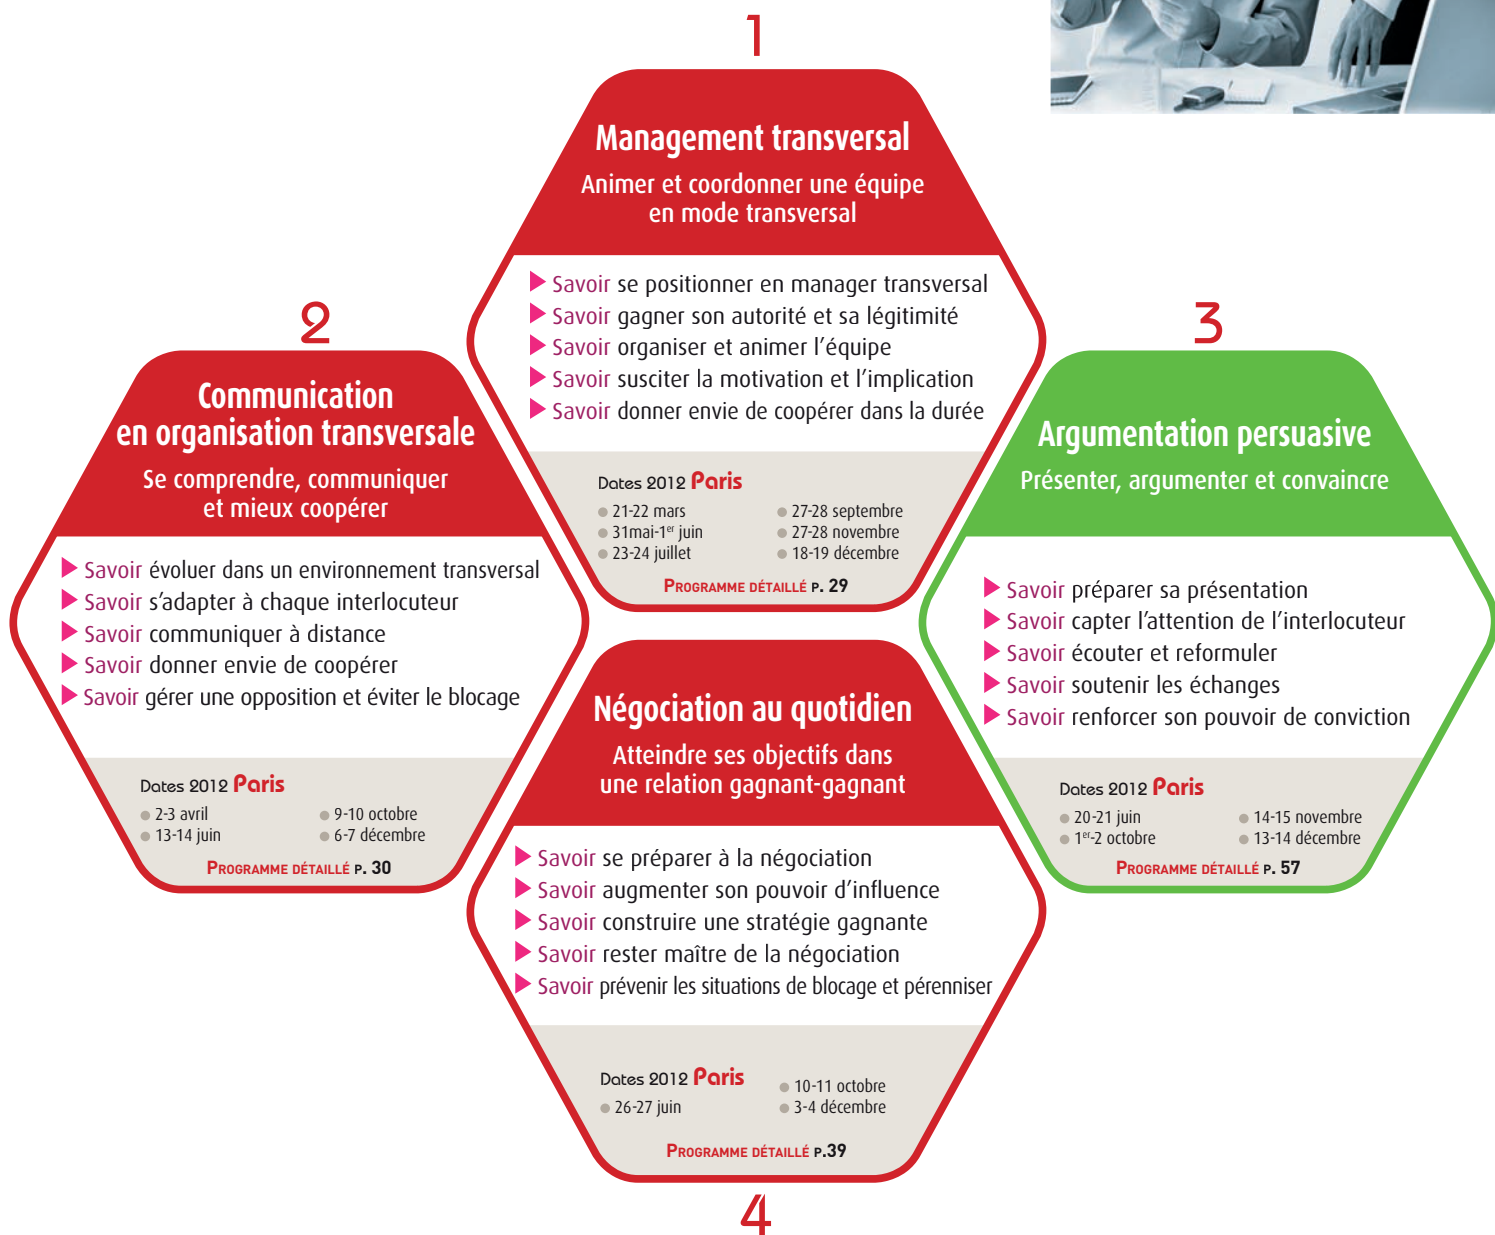 1
Management transversal
Animer et coordonner une équipe
en mode transversal
Savoir se positionner en manager transversal
Savoir gagner son autorité et sa légitimité
Savoir organiser et animer l’équipe
Savoir susciter la motivation et l’implication
Savoir donner envie de coopérer dans la durée
Dates 2012 Paris
21-22 mars
31mai-1er juin
23-24 juillet
27-28 septembre
27-28 novembre
18-19 décembre
PROGRAMME DÉTAILLÉ P. 29
2
Communication
en organisation transversale
Se comprendre, communiquer
et mieux coopérer
Savoir évoluer dans un environnement transversal
Savoir s’adapter à chaque interlocuteur
Savoir communiquer à distance
Savoir donner envie de coopérer
Savoir gérer une opposition et éviter le blocage
Dates 2012 Paris
2-3 avril
13-14 juin
9-10 octobre
6-7 décembre
PROGRAMME DÉTAILLÉ P. 30
3
Argumentation persuasive
Présenter, argumenter et convaincre
Savoir préparer sa présentation
Savoir capter l’attention de l’interlocuteur
Savoir écouter et reformuler
Savoir soutenir les échanges
Savoir renforcer son pouvoir de conviction
Dates 2012 Paris
20-21 juin
1er-2 octobre
14-15 novembre
13-14 décembre
PROGRAMME DÉTAILLÉ P. 57
Négociation au quotidien
Atteindre ses objectifs dans
une relation gagnant-gagnant
Savoir se préparer à la négociation
Savoir augmenter son pouvoir d’influence
Savoir construire une stratégie gagnante
Savoir rester maître de la négociation
Savoir prévenir les situations de blocage et pérenniser
Dates 2012 Paris
26-27 juin
10-11 octobre
3-4 décembre
PROGRAMME DÉTAILLÉ P.39
4